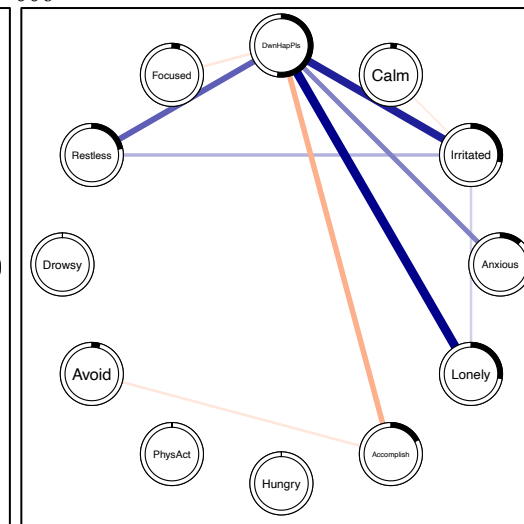 DwnHapPls
Focused
Calm
Restless
Irritated
Drowsy
Anxious
Avoid
Lonely
PhysAct
Accomplish
Hungry